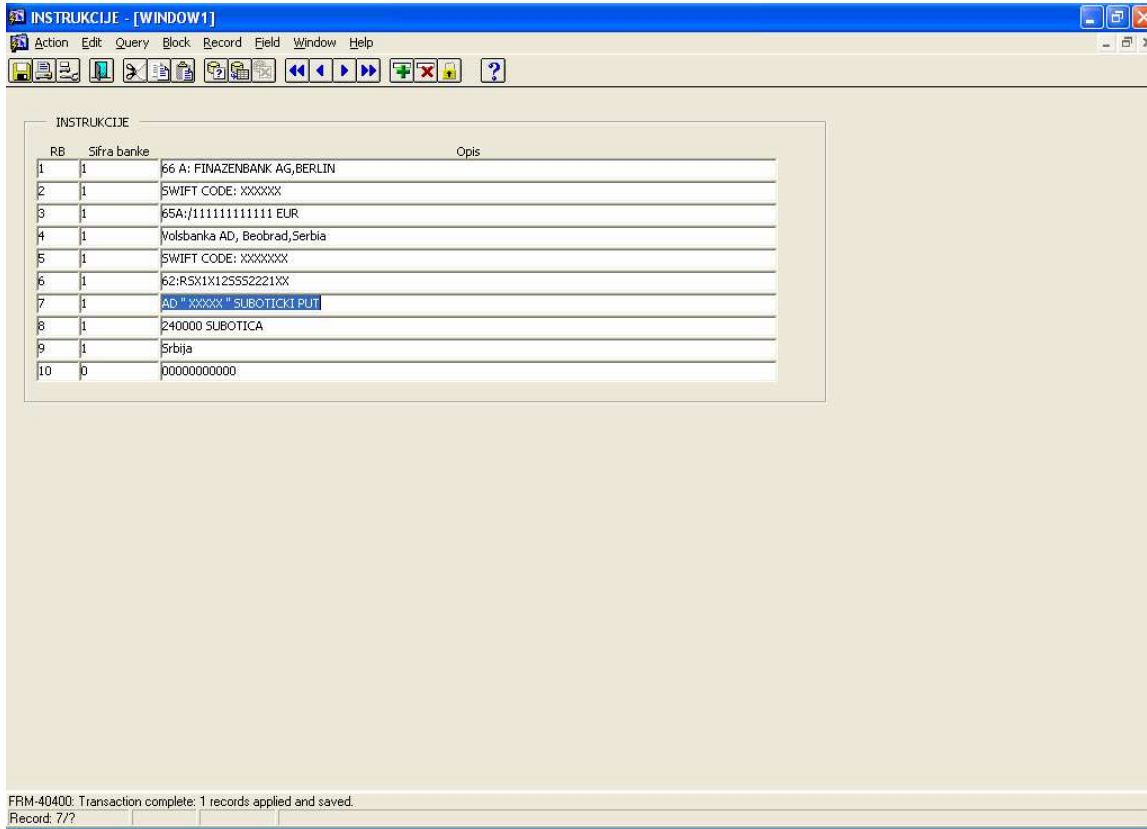 INSTRUKCIJE - [WINDOW1]
Action Edit Query Block Record Field Window Help
INSTRUKCIJE
RB Sifra banke Opis
1 1 66 A: FINAZENBANK AG,BERLIN
2 1 SWIFT CODE: XXXXXX
3 1 65A:/111111111111 EUR
4 1 Volsbanka AD, Beobrad,Serbia
5 1 SWIFT CODE: XXXXXXX
6 1 62:RSX1X12SSS2221XX
7 1 AD " XXXXX " SUBOTICKI PUT
8 1 240000 SUBOTICA
9 1 Srbija
10 0 00000000000
FRM-40400: Transaction complete: 1 records applied and saved.
Record: 7/?